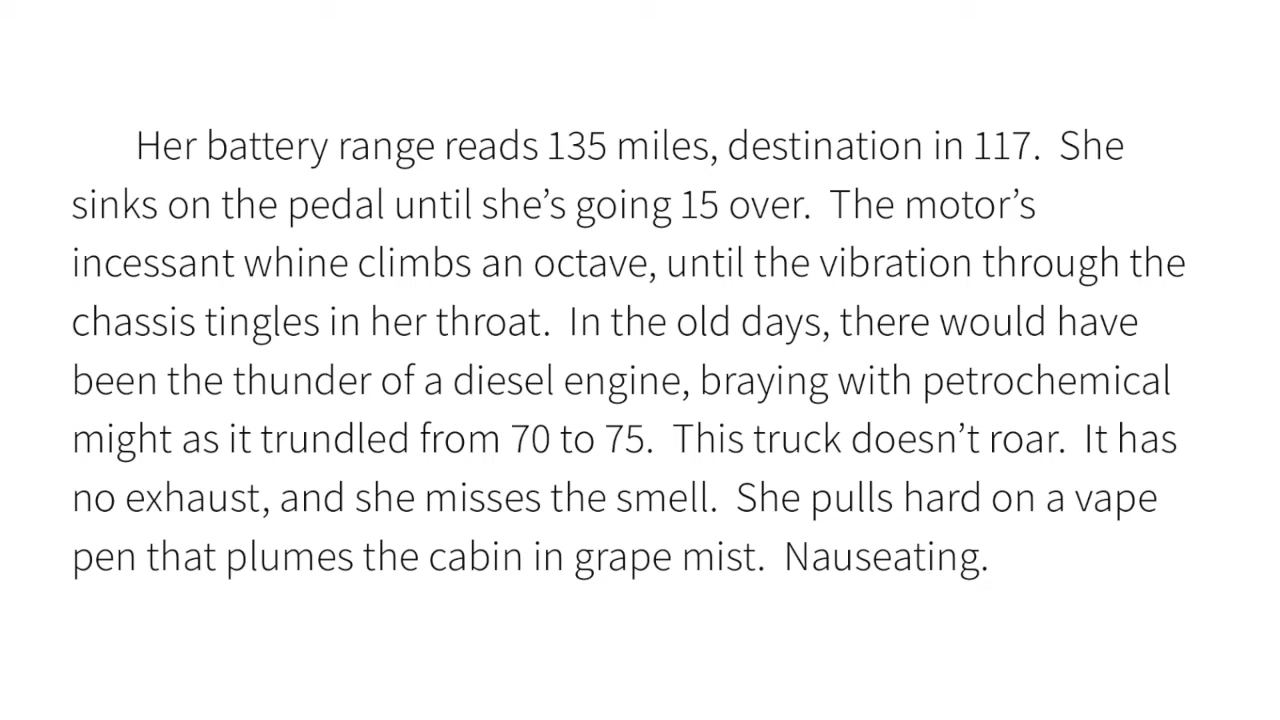 Her battery range reads 135 miles, destination in 117.  She
sinks on the pedal until she’s going 15 over.  The motor’s
incessant whine climbs an octave, until the vibration through the
chassis tingles in her throat.  In the old days, there would have
been the thunder of a diesel engine, braying with petrochemical
might as it trundled from 70 to 75.  This truck doesn’t roar.  It has
no exhaust, and she misses the smell.  She pulls hard on a vape
pen that plumes the cabin in grape mist.  Nauseating.